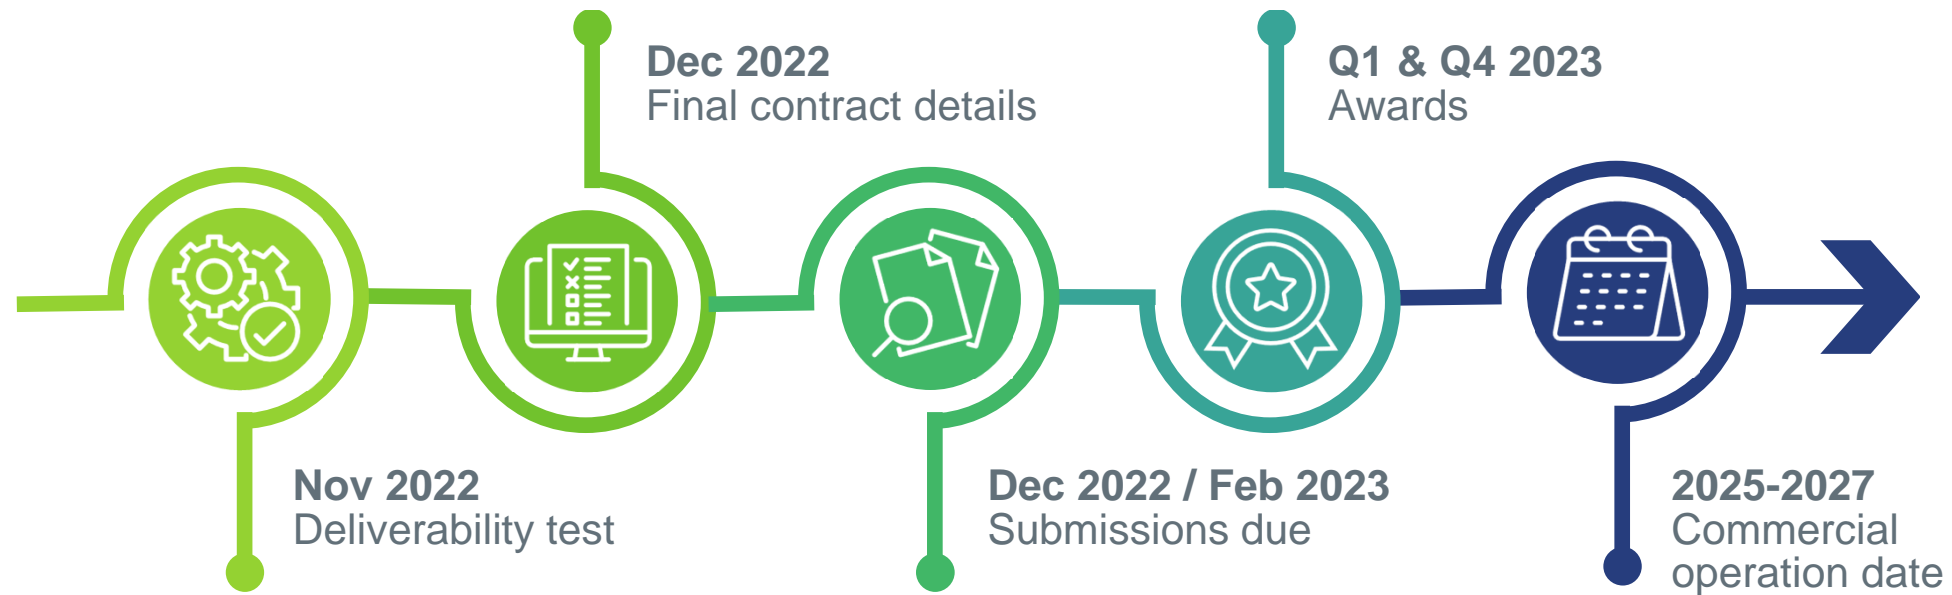 Nov 2022
Deliverability test
Dec 2022
Final contract details
Dec 2022 / Feb 2023
Submissions due
Q1 & Q4 2023
Awards
2025-2027
Commercial
operation date